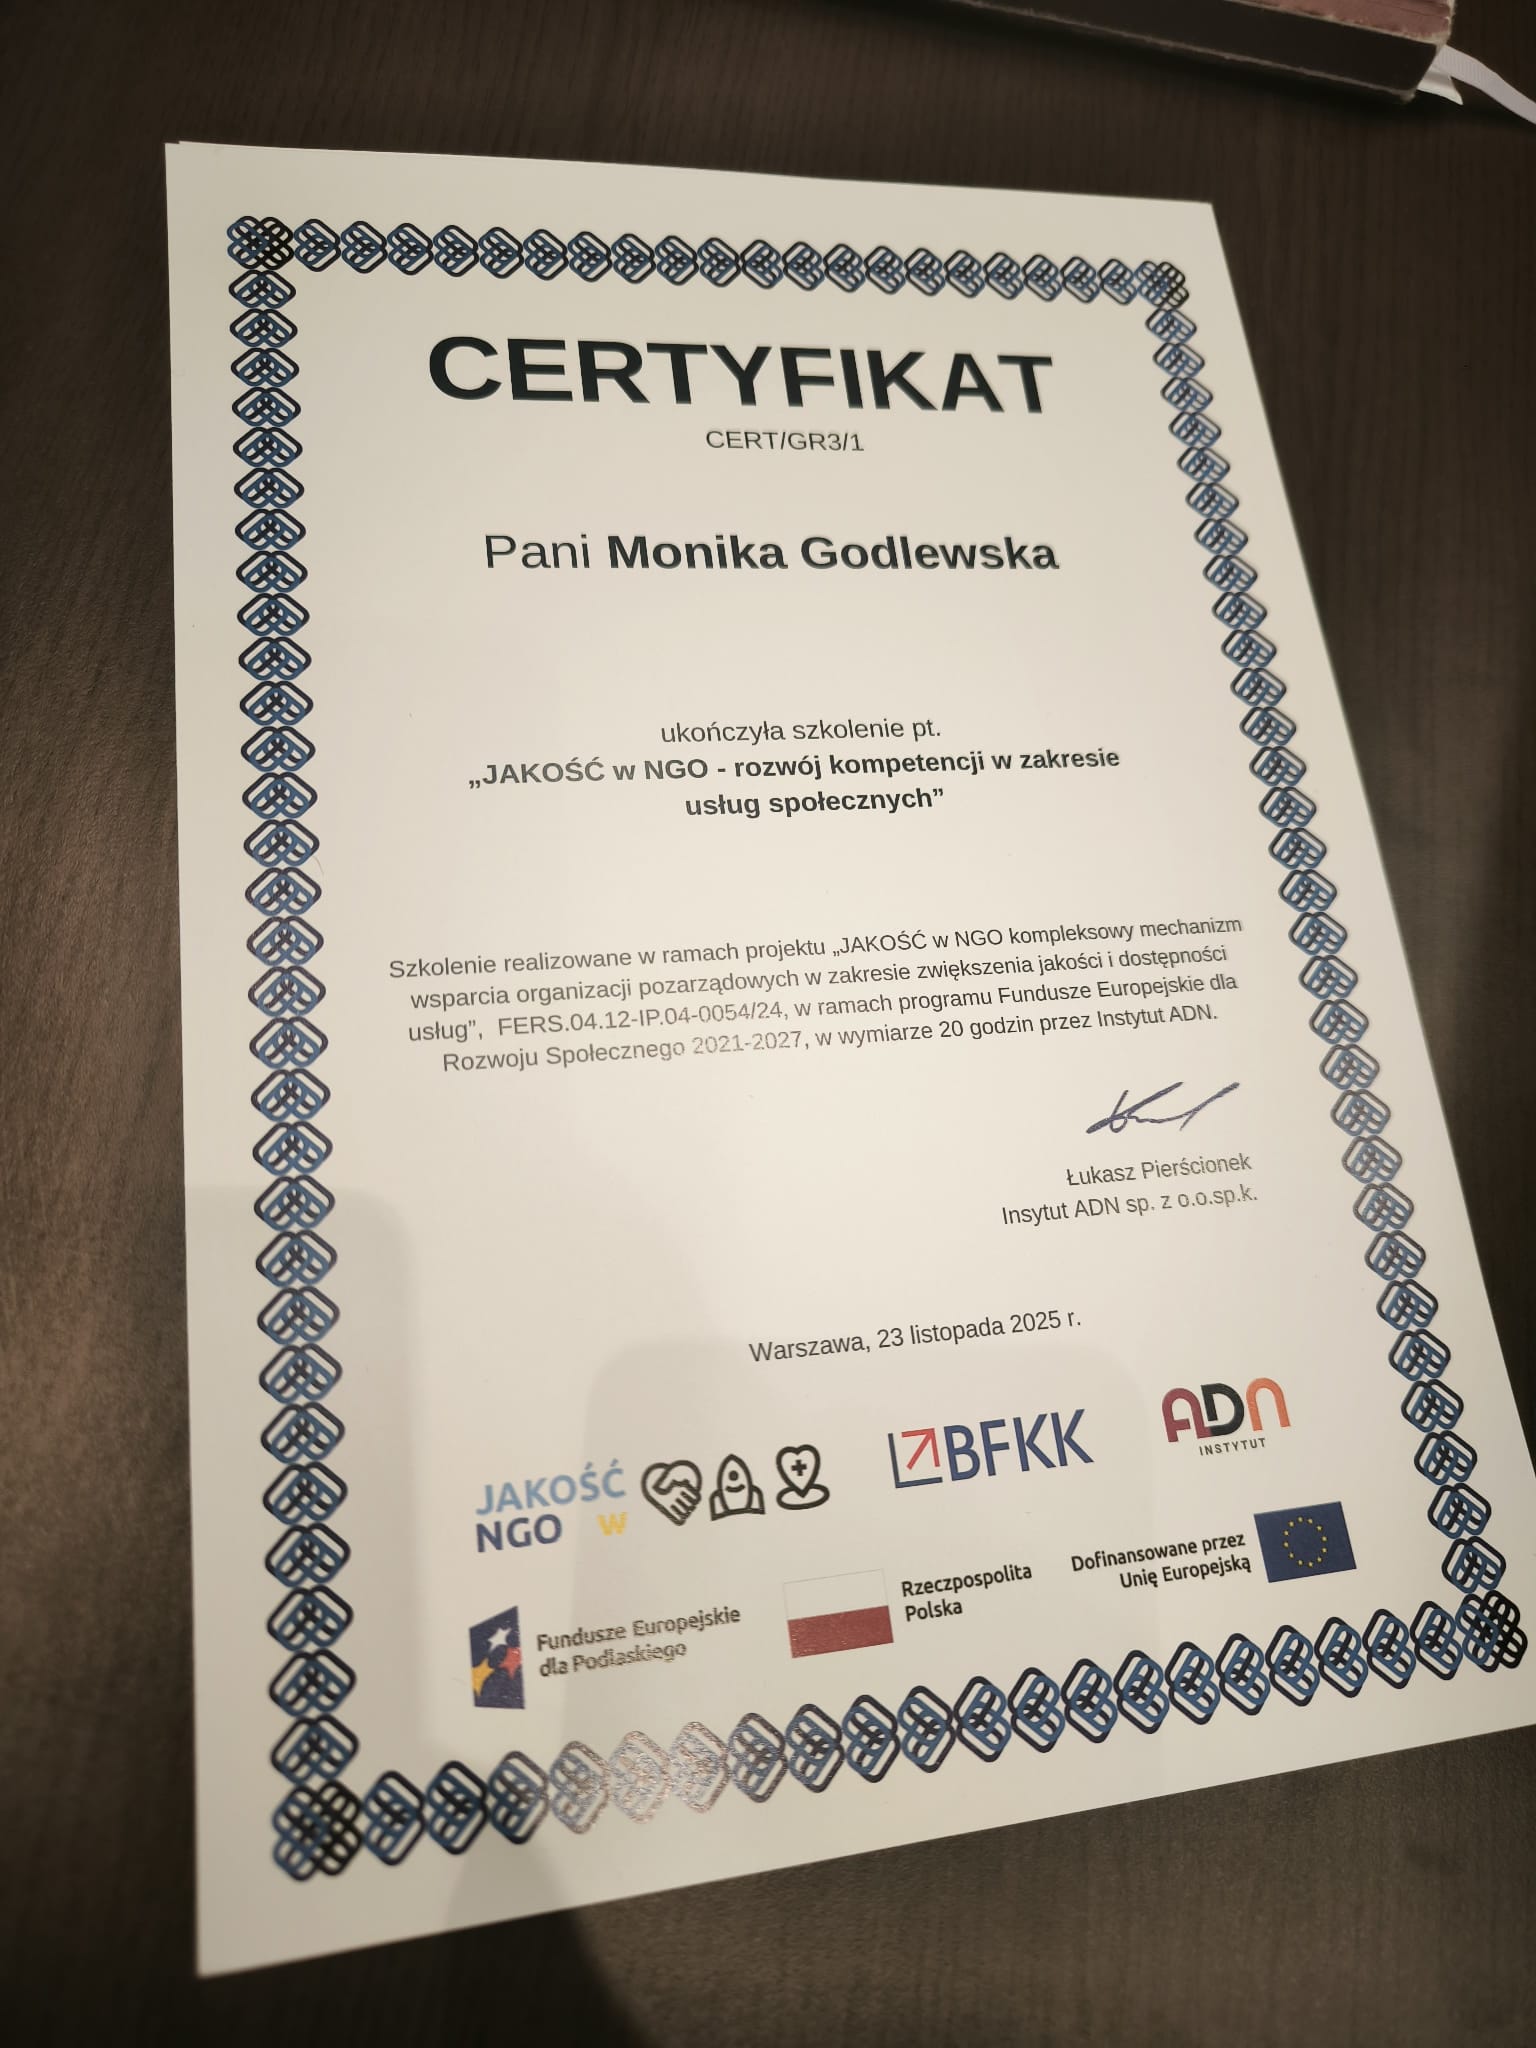 CERTYFIKAT
CERT/GR3/1
Pani Monika Godlewska
ukończyła szkolenie pt.
„JAKOŚĆ w NGO - rozwój kompetencji w zakresie
usług społecznych”
Szkolenie realizowane w ramach projektu „JAKOŚĆ w NGO kompleksowy mechanizm
wsparcia organizacji pozarządowych w zakresie zwiększenia jakości i dostępności
usług”, FERS.04.12-IP.04-0054/24, w ramach programu Fundusze Europejskie dla
Rozwoju Społecznego 2021-2027, w wymiarze 20 godzin przez Instytut ADN.
Łukasz Pierścionek
Insytut ADN sp. z o.o.sp.k.
Warszawa, 23 listopada 2025 r.
JAKOŚĆ
NGO w
BFKK
ADN
INSTYTUT
Fundusze Europejskie
dla Podlaskiego
Rzeczpospolita
Polska
Dofinansowane przez
Unię Europejską